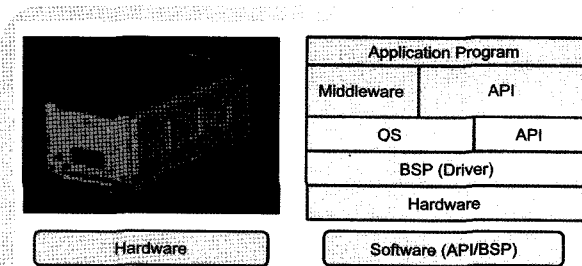 Application Program
Middleware API
OS API
BSP (Driver)
Hardware
Hardware
Software (API/BSP)